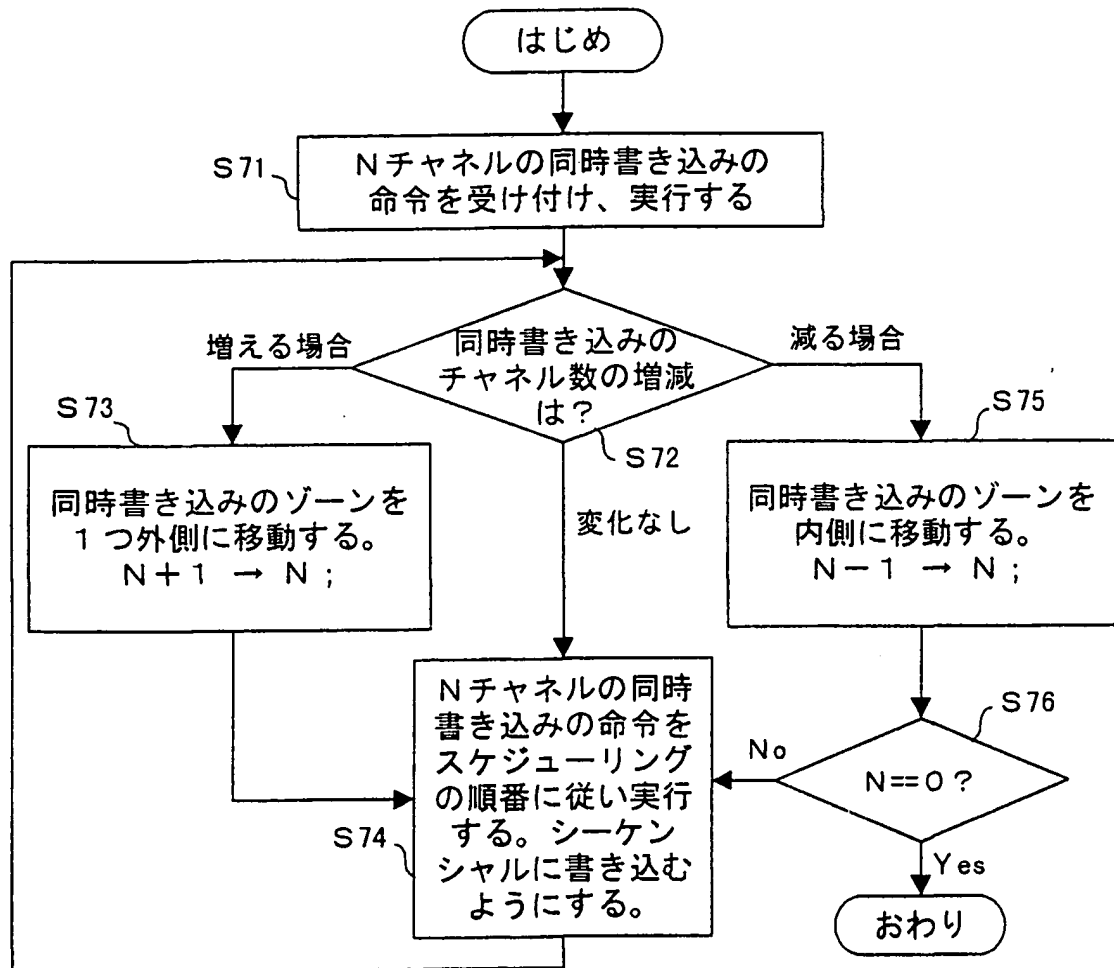 はじめ
S71
Nチャネルの同時書き込みの
命令を受け付け、実行する
増える場合
同時書き込みの
チャネル数の増減
は？
減る場合
S72
S73
同時書き込みのゾーンを
1つ外側に移動する。
N+1 → N ;
変化なし
S75
同時書き込みのゾーンを
内側に移動する。
N-1 → N ;
S74
Nチャネルの同時
書き込みの命令を
スケジューリング
の順番に従い実行
する。シーケン
シャルに書き込む
ようにする。
S76
N==0？
No
Yes
おわり